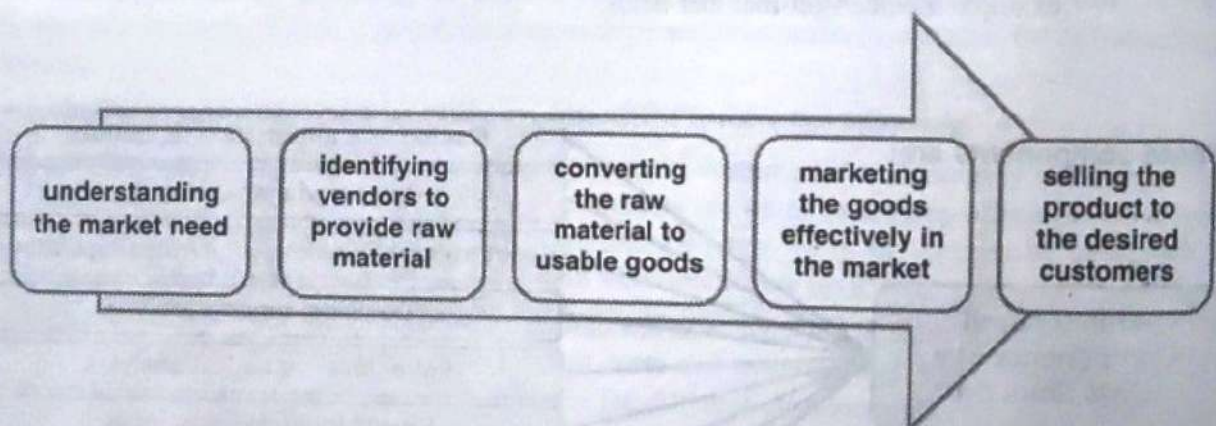 understanding
the market need
identifying
vendors to
provide raw
material
converting
the raw
material to
usable goods
marketing
the goods
effectively in
the market
selling the
product to
the desired
customers